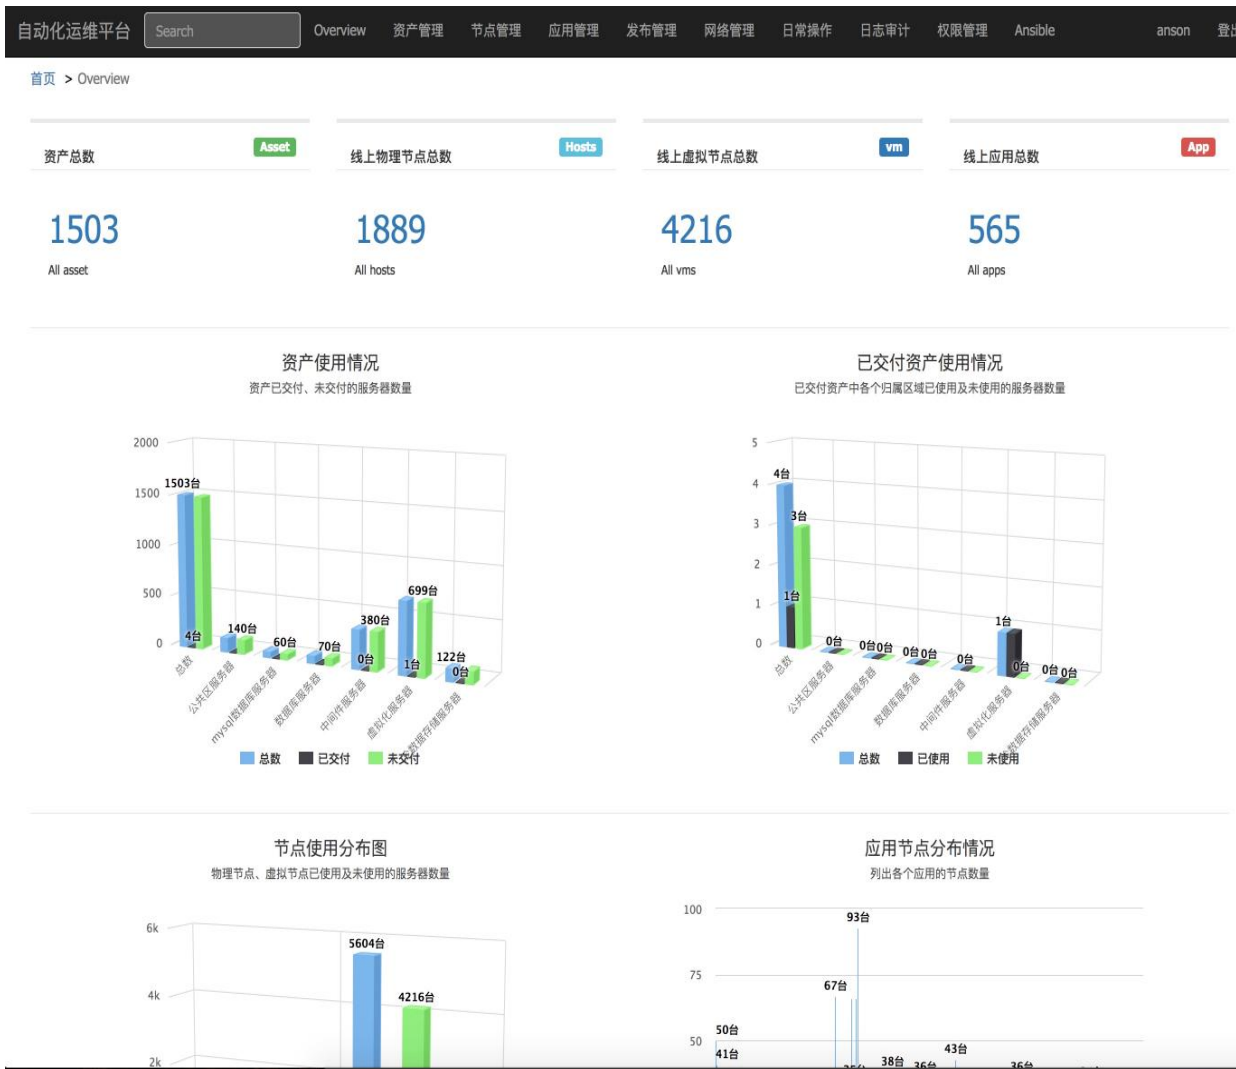 自动化运维平台 Search Overview 资产管理 节点管理 应用管理 发布管理 网络管理 日常操作 日志审计 权限管理 Ansible anson 登出
首页 > Overview
资产总数 Asset
线上物理节点总数 Hosts
线上虚拟节点总数 vm
线上应用总数 App
1503
All asset
1889
All hosts
4216
All vms
565
All apps
资产使用情况
资产已交付、未交付的服务器数量
2000
1500
1000
500
0
1503台
4台
140台
60台
70台
380台
0台
699台
1台
122台
0台
总数
公共区服务器
mysql数据库服务器
数据库服务器
中间件服务器
虚拟化服务器
数据存储服务器
总数 已交付 未交付
已交付资产使用情况
已交付资产中各个归属区域已使用及未使用的服务器数量
5
4
3
2
1
0
4台
3台
1台
0台
0台
0台
0台
0台
0台
1台
0台
0台
0台
总数
公共区服务器
mysql数据库服务器
数据库服务器
中间件服务器
虚拟化服务器
数据存储服务器
总数 已使用 未使用
节点使用分布图
物理节点、虚拟节点已使用及未使用的服务器数量
6k
4k
2k
5604台
4216台
应用节点分布情况
列出各个应用的节点数量
100
75
50
93台
67台
50台
41台
38台
36台
43台
36台